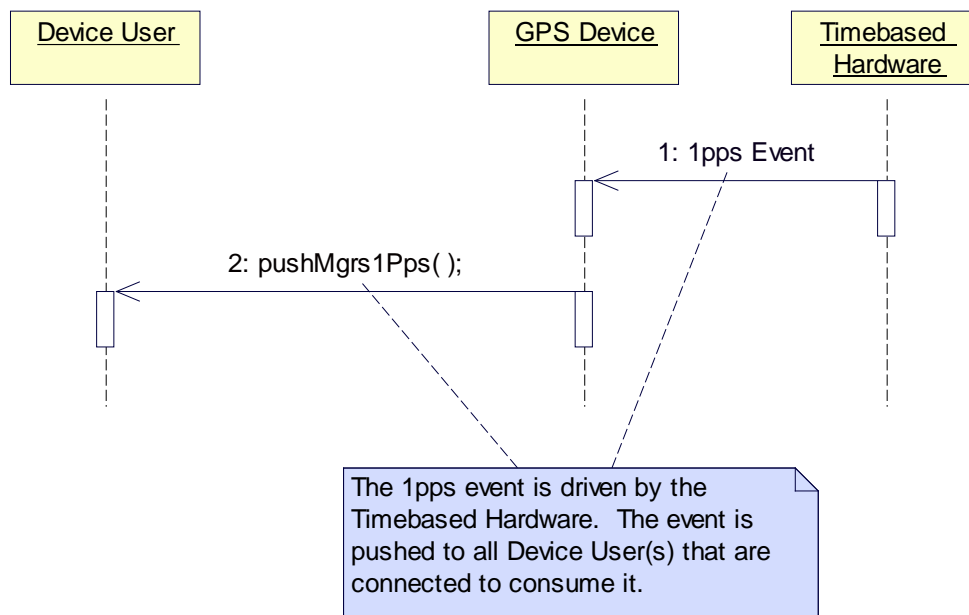 Device User
GPS Device
Timebased
Hardware
1: 1pps Event
2: pushMgrs1Pps( );
The 1pps event is driven by the
Timebased Hardware.  The event is
pushed to all Device User(s) that are
connected to consume it.